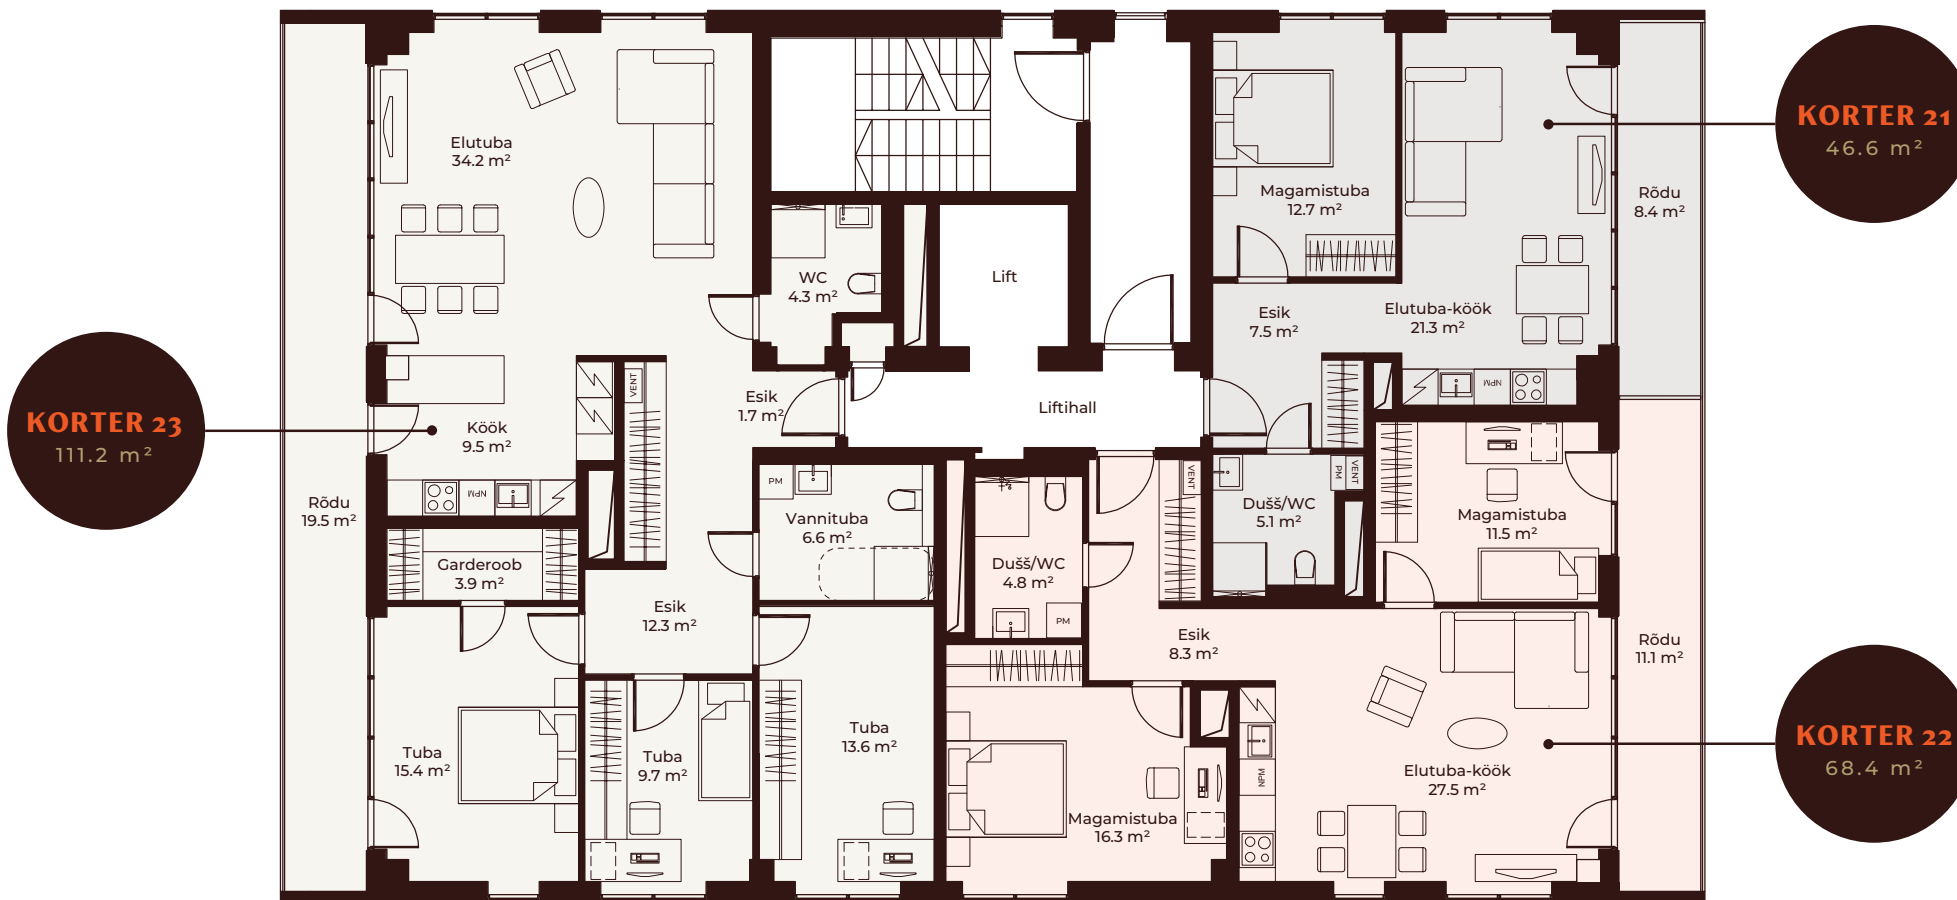 KORTER 21
46.6 m²
Elutuba
34.2 m²
Magamistuba
12.7 m²
Rõdu
8.4 m²
WC
4.3 m²
Lift
Esik
7.5 m²
Elutuba-köök
21.3 m²
VENT
NPM
Esik
1.7 m²
Liftihall
KORTER 23
111.2 m²
Köök
9.5 m²
NPM
Rõdu
19.5 m²
PM
Vannituba
6.6 m²
VENT
PM
VENT
Dušš/WC
5.1 m²
Magamistuba
11.5 m²
Garderoob
3.9 m²
Dušš/WC
4.8 m²
PM
Esik
12.3 m²
Esik
8.3 m²
Rõdu
11.1 m²
Tuba
15.4 m²
Tuba
9.7 m²
Tuba
13.6 m²
NPM
Magamistuba
16.3 m²
Elutuba-köök
27.5 m²
KORTER 22
68.4 m²